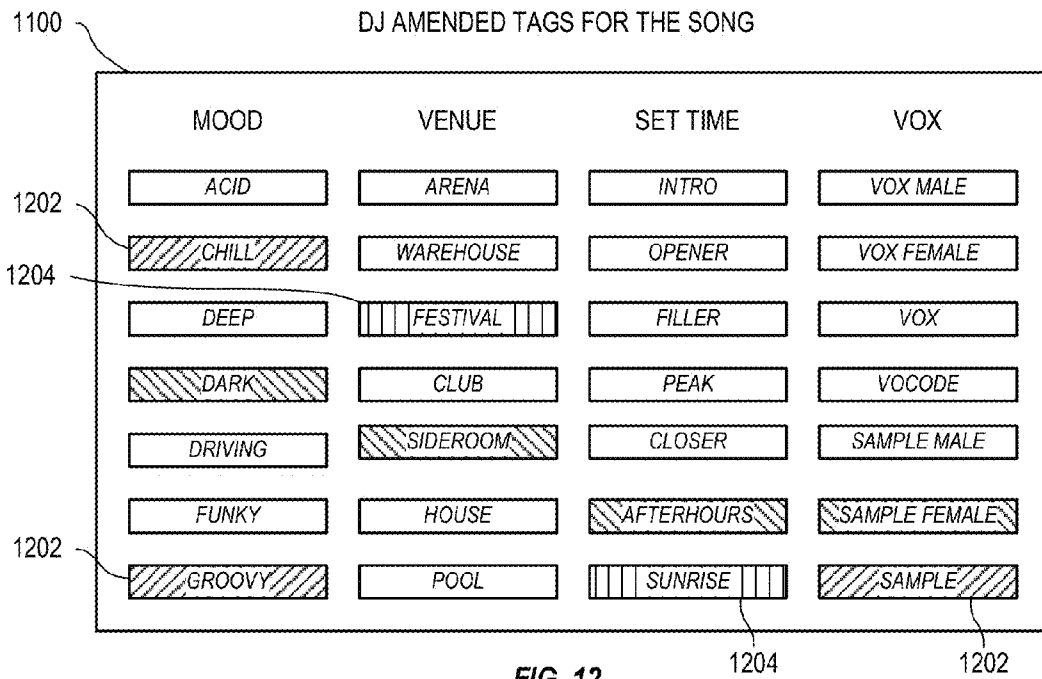 DJ AMENDED TAGS FOR THE SONG
1100
MOOD VENUE SET TIME VOX
ACID ARENA INTRO VOX MALE
1202
CHILL WAREHOUSE OPENER VOX FEMALE
1204
DEEP FESTIVAL FILLER VOX
DARK CLUB PEAK VOCODE
DRIVING SIDEROOM CLOSER SAMPLE MALE
FUNKY HOUSE AFTERHOURS SAMPLE FEMALE
1202
GROOVY POOL SUNRISE SAMPLE
1204 1202
FIG. 12